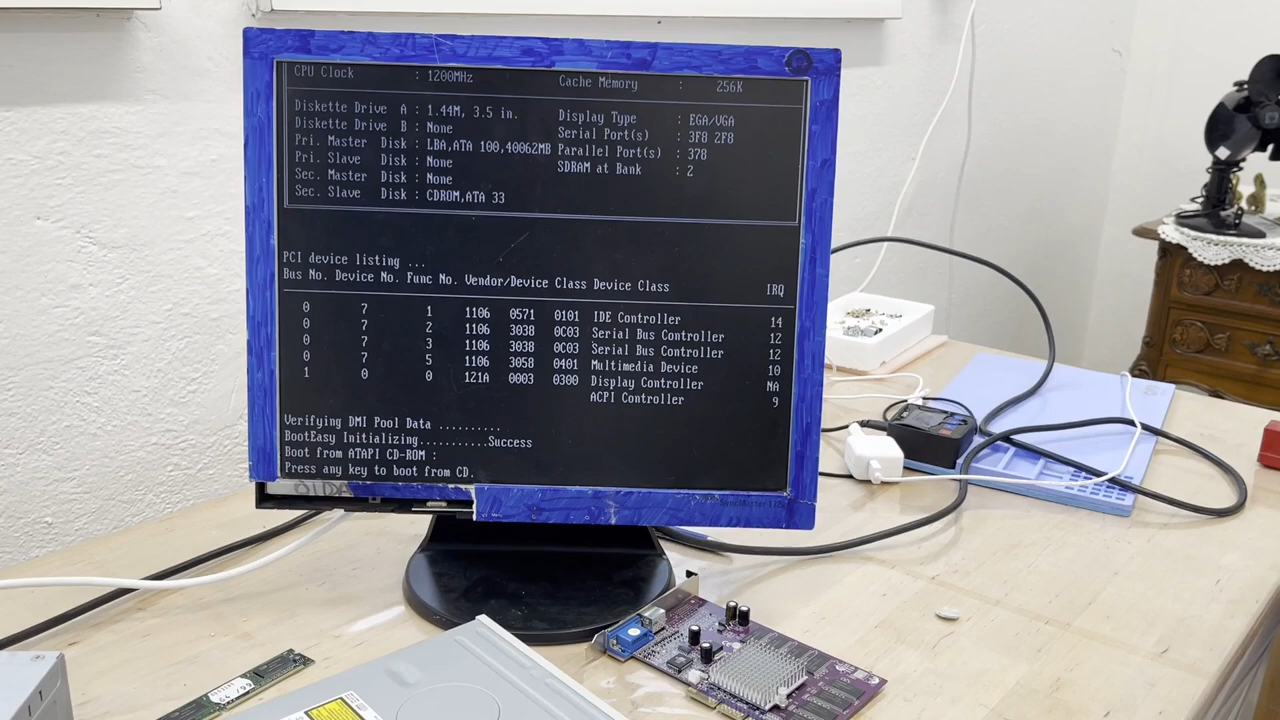 CPU Clock : 1200MHz Cache Memory : 256K
Diskette Drive A : 1.44M, 3.5 in. Display Type : EGA/VGA
Diskette Drive B : None Serial Port(s) : 3F8 2F8
Pri. Master Disk : LBA,ATA 100,40062MB Parallel Port(s) : 378
Pri. Slave Disk : None SDRAM at Bank : 2
Sec. Master Disk : None
Sec. Slave Disk : CDROM,ATA 33
PCI device listing ...
Bus No. Device No. Func No. Vendor/Device Class Device Class IRQ
0 7 1 1106 0571 0101 IDE Controller 14
0 7 2 1106 3038 0C03 Serial Bus Controller 12
0 7 3 1106 3038 0C03 Serial Bus Controller 12
0 7 5 1106 3058 0401 Multimedia Device 10
1 0 0 121A 0003 0300 Display Controller NA
ACPI Controller 9
Verifying DMI Pool Data ..........
BootEasy Initializing..........Success
Boot from ATAPI CD-ROM :
Press any key to boot from CD.
SyncMaster